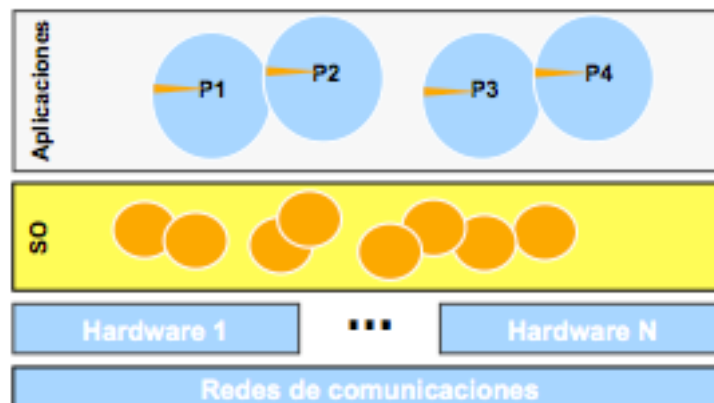 Aplicaciones
P1
P2
P3
P4
SO
Hardware 1
...
Hardware N
Redes de comunicaciones